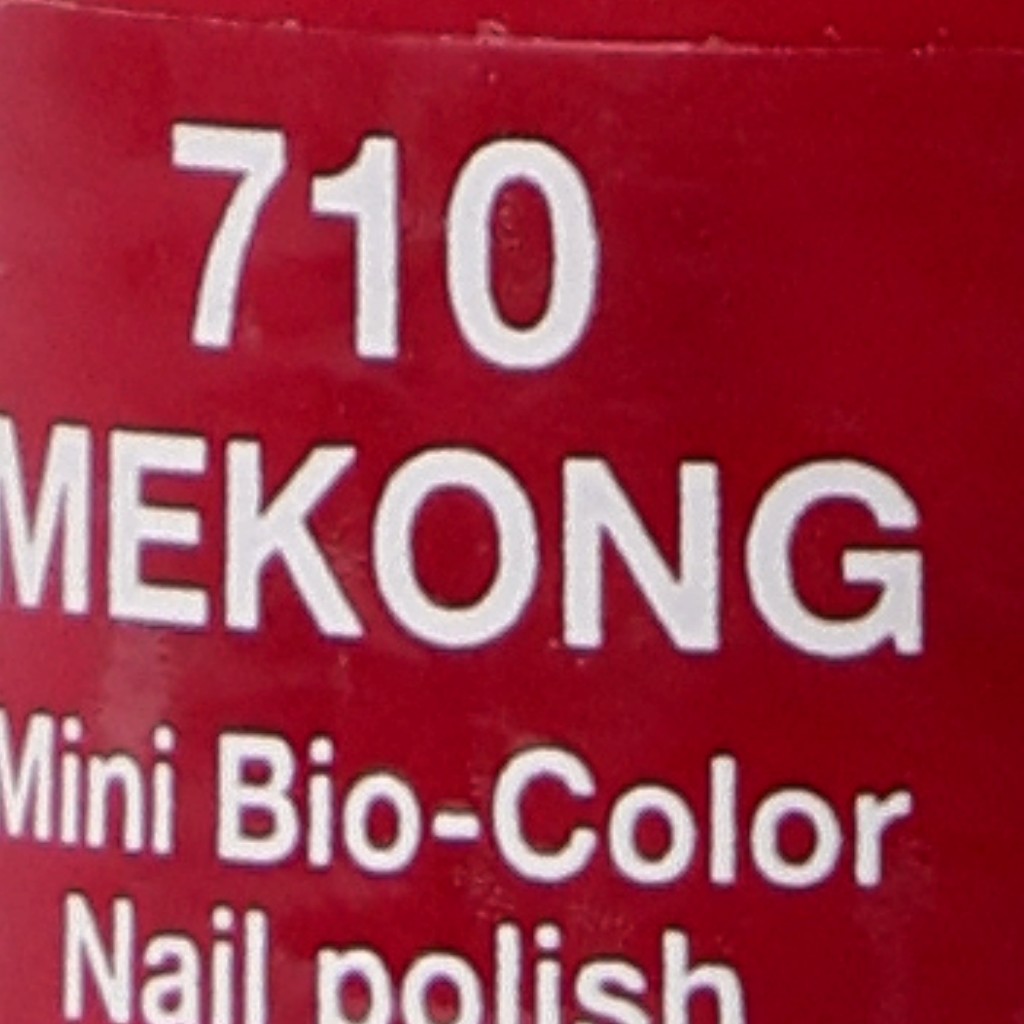 710
MEKONG
Mini Bio-Color
Nail polish